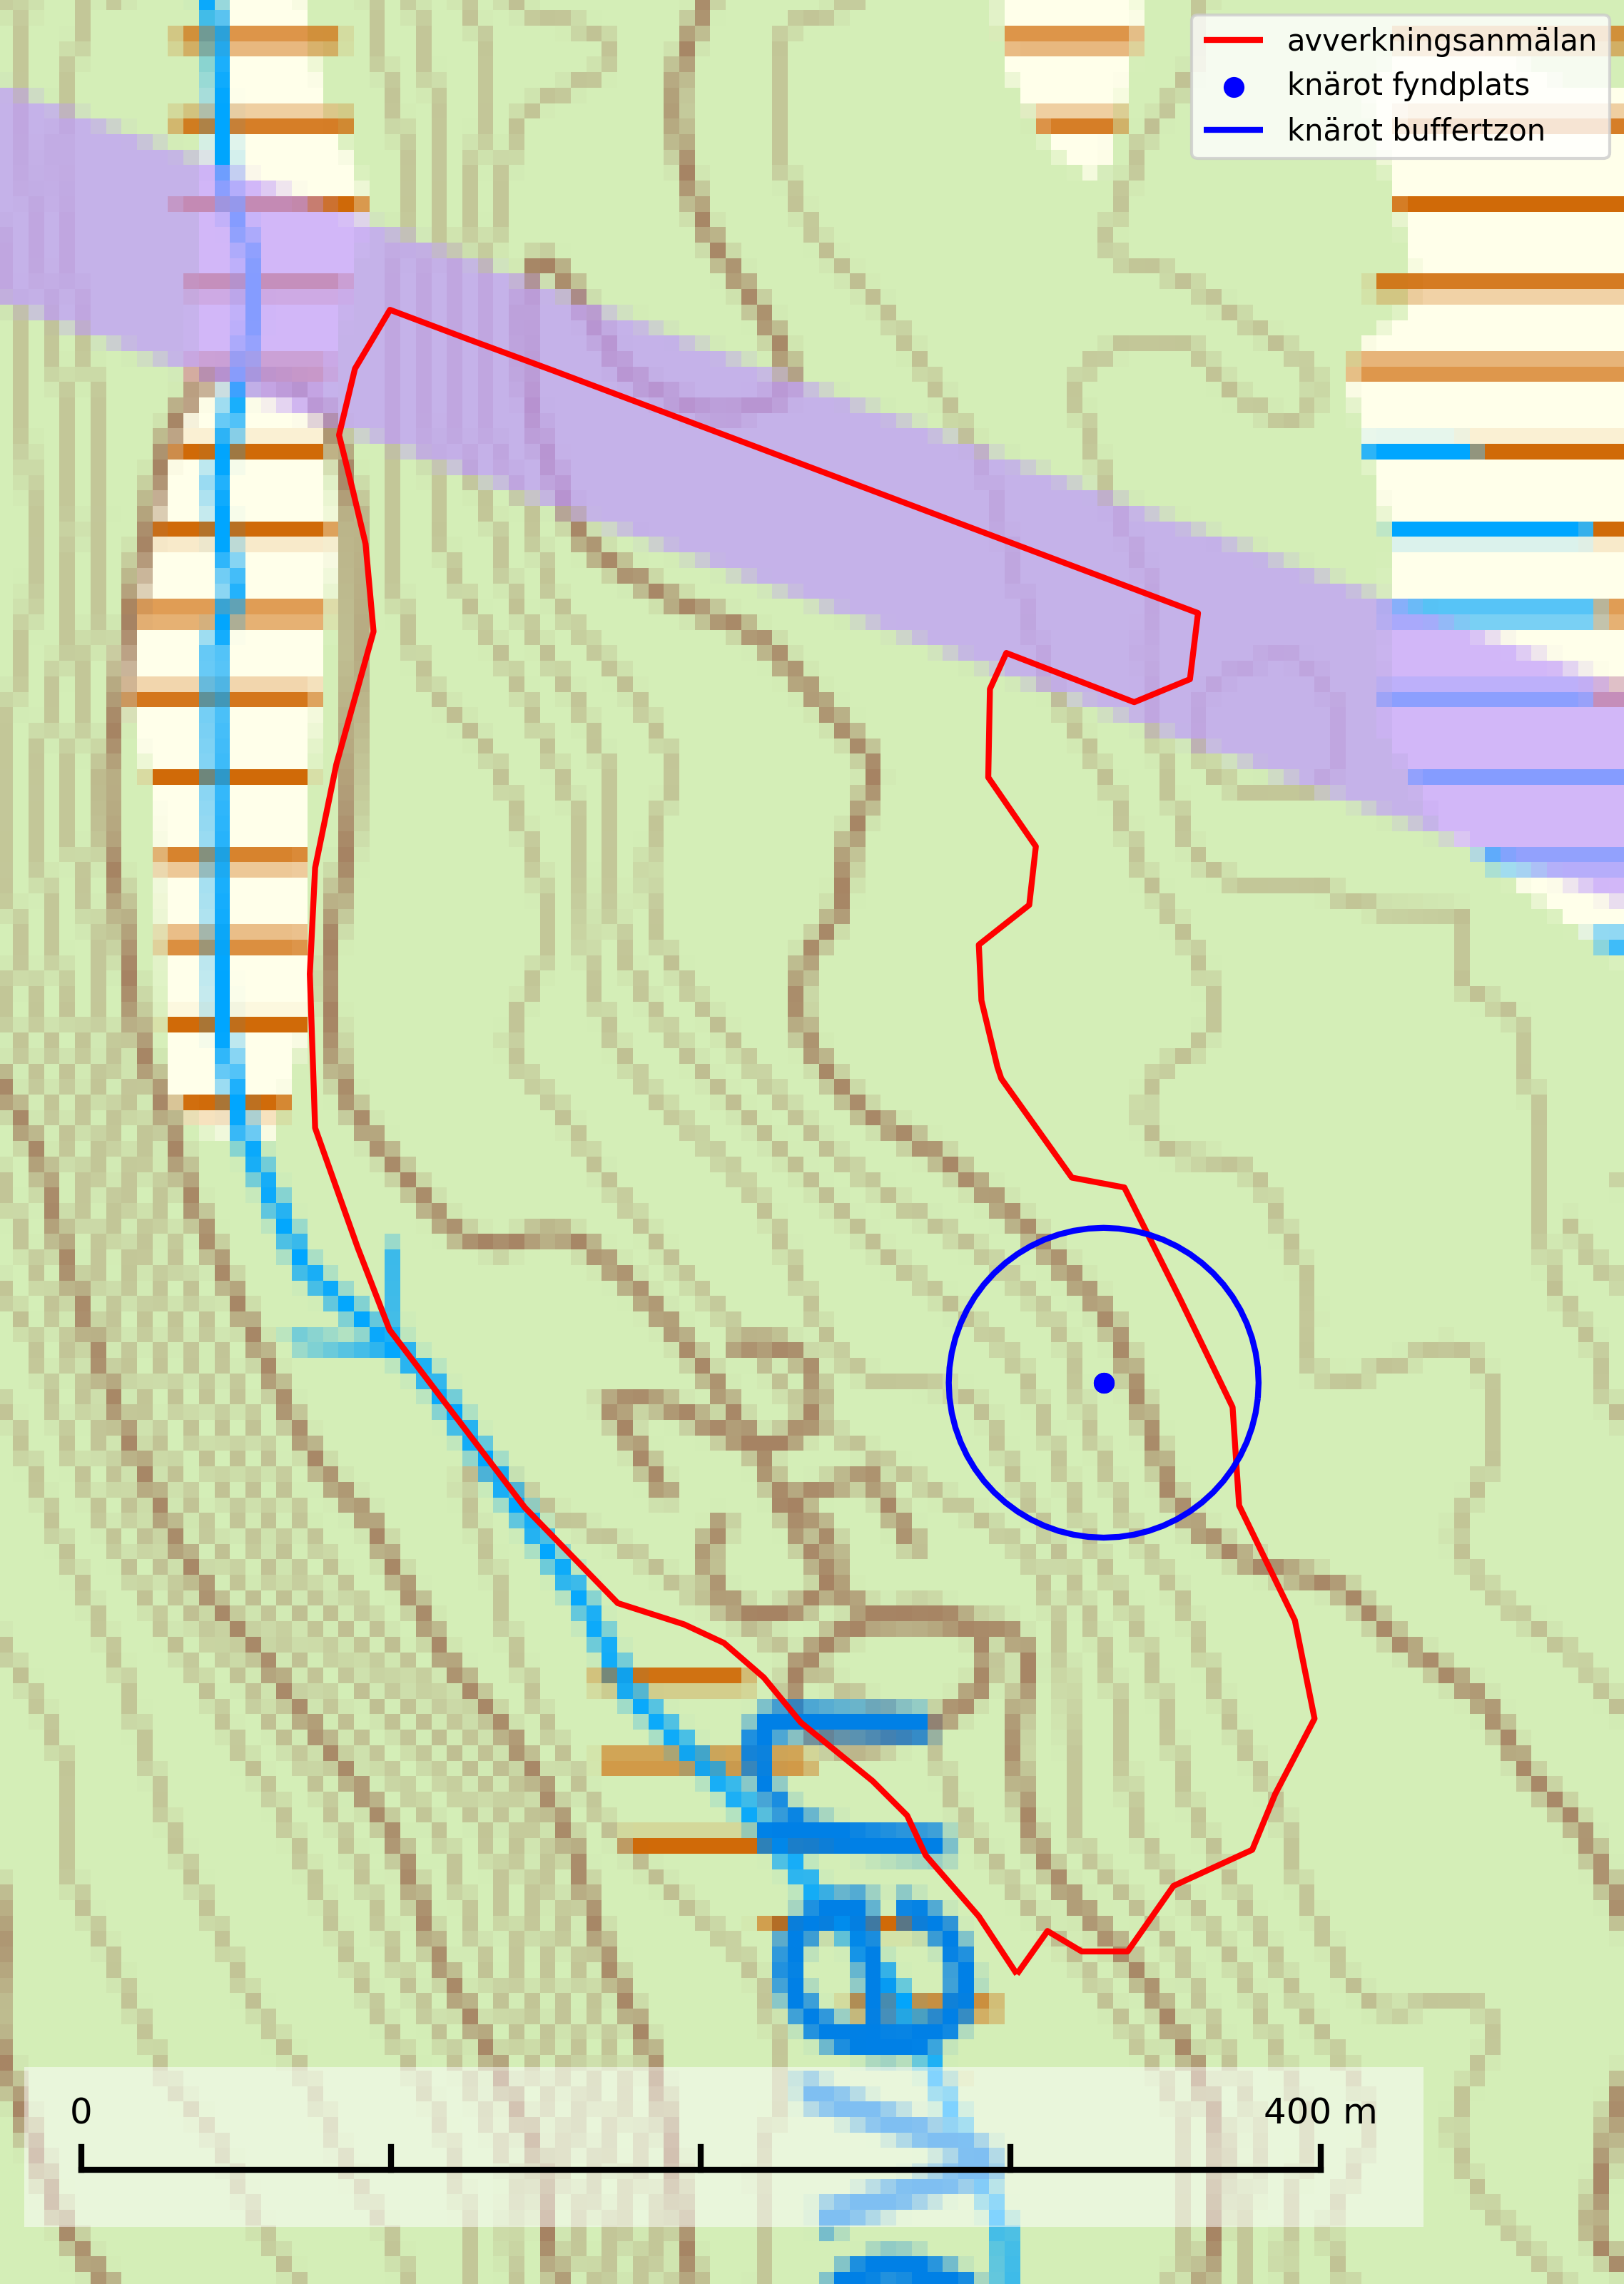 avverkningsanmälan
knärot fyndplats
knärot buffertzon
0
400 m